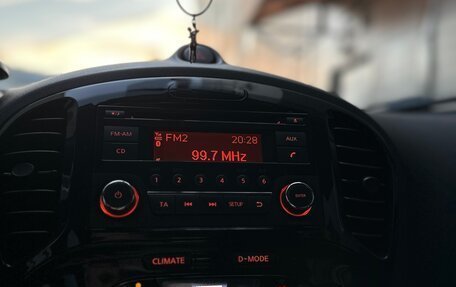 FM·AM
FM2 20:28
AUX
CD
99.7 MHz
1 2 3 4 5 6
TA SETUP
ENTER
CLIMATE D-MODE